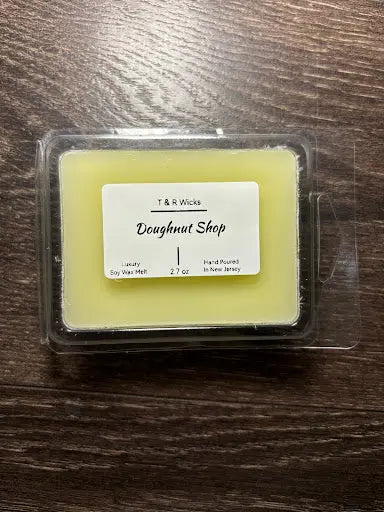 T & R Wicks
Doughnut Shop
Luxury
Soy Wax Melt
2.7 oz
Hand Poured
In New Jersey